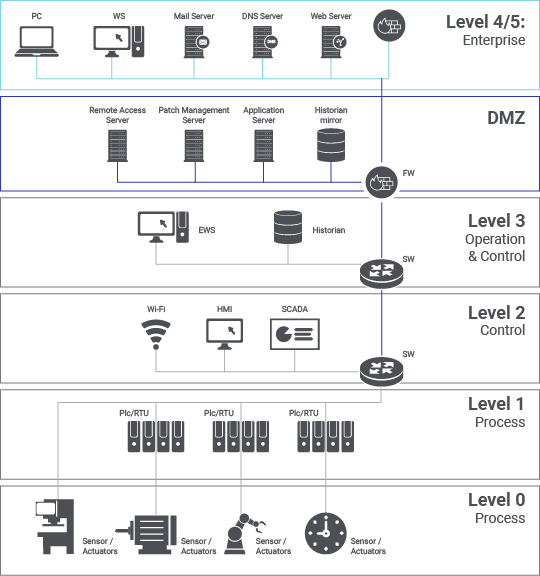 PC
WS
Mail Server
DNS Server
Web Server
Level 4/5:
Enterprise
Remote Access
Server
Patch Management
Server
Application
Server
Historian
mirror
DMZ
FW
EWS
Historian
Level 3
Operation
& Control
SW
Wi-Fi
HMI
SCADA
Level 2
Control
SW
Plc/RTU
Plc/RTU
Plc/RTU
Level 1
Process
Level 0
Process
Sensor /
Actuators
Sensor /
Actuators
Sensor /
Actuators
Sensor /
Actuators